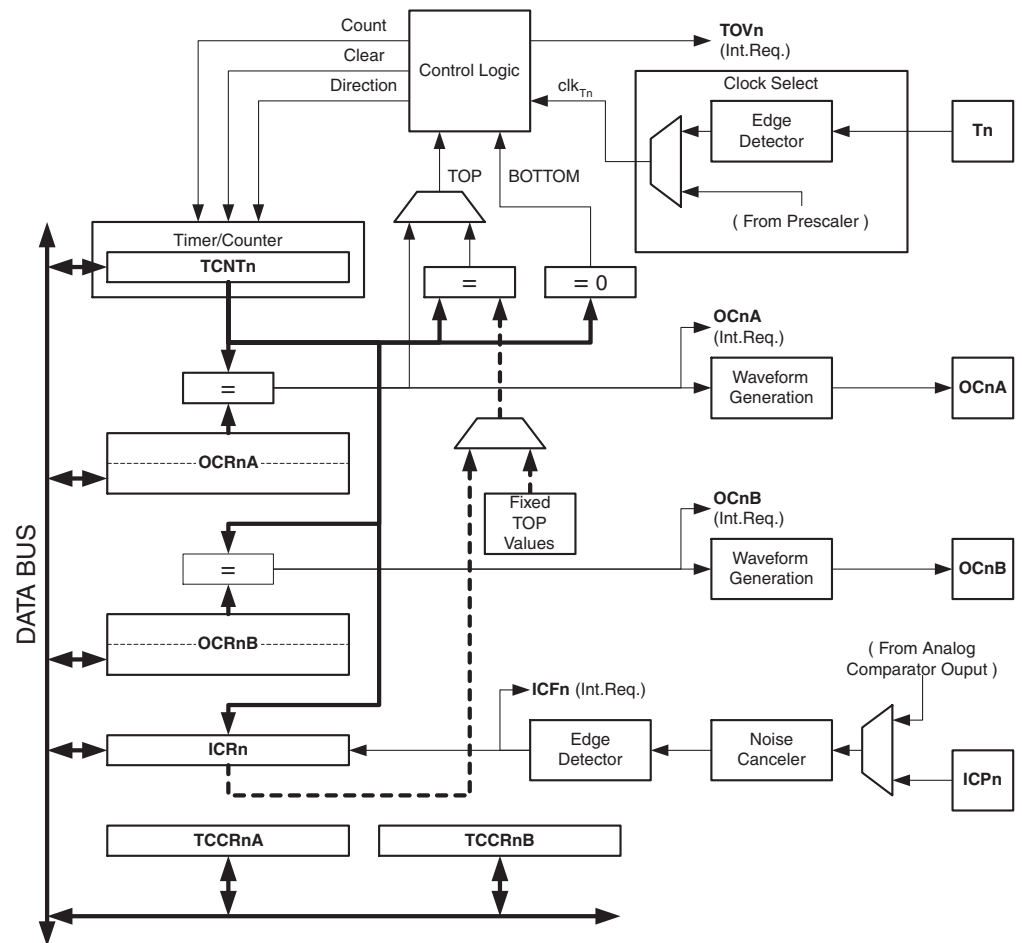 Count
Clear
Direction
Control Logic
TOVn
(Int.Req.)
clkTn
Clock Select
Edge
Detector
Tn
( From Prescaler )
TOP
BOTTOM
Timer/Counter
TCNTn
=
= 0
OCnA
(Int.Req.)
=
Waveform
Generation
OCnA
OCRnA
Fixed
TOP
Values
OCnB
(Int.Req.)
=
Waveform
Generation
OCnB
OCRnB
DATA BUS
( From Analog
Comparator Ouput )
ICFn (Int.Req.)
ICRn
Edge
Detector
Noise
Canceler
ICPn
TCCRnA
TCCRnB